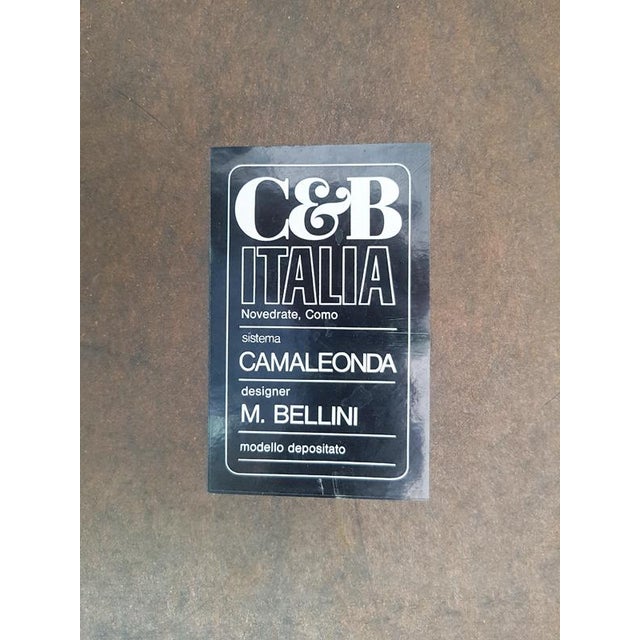 C&B
ITALIA
Novedrate, Como
sistema
CAMALEONDA
designer
M. BELLINI
modello depositato